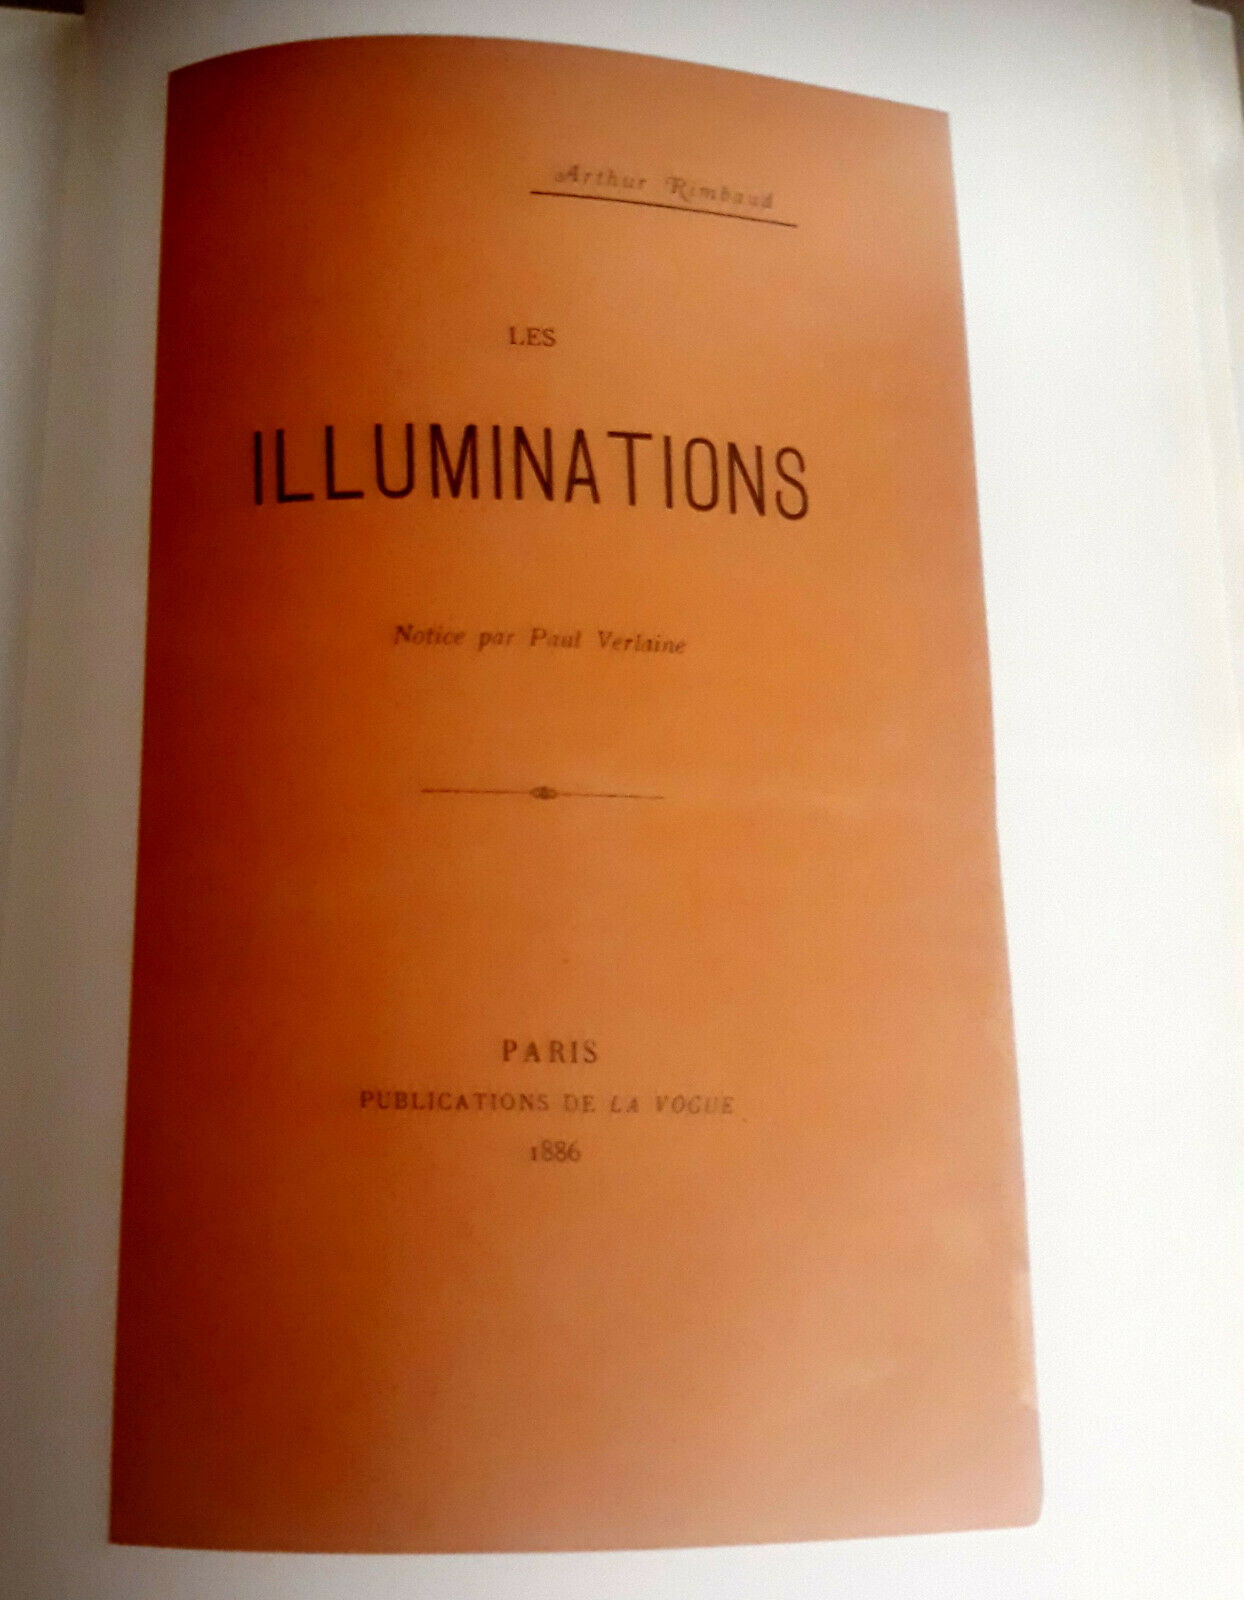 Arthur Rimbaud
LES
ILLUMINATIONS
Notice par Paul Verlaine
PARIS
PUBLICATIONS DE LA VOGUE
1886